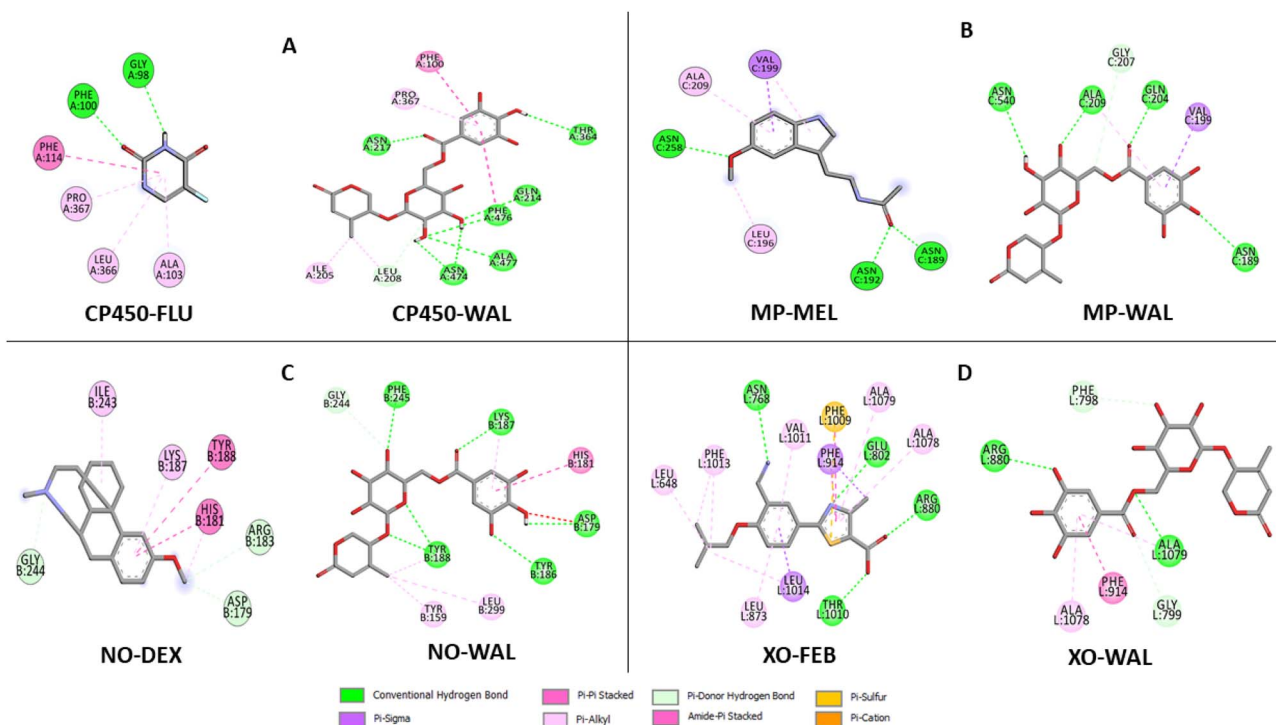 A
GLY
A:98
PHE
A:100
PHE
A:114
PRO
A:367
LEU
A:366
ALA
A:103
CP450-FLU
PHE
A:100
PRO
A:367
ASN
A:217
THR
A:364
GLN
A:214
PHE
A:476
ALA
A:477
ASN
A:474
LEU
A:208
ILE
A:205
CP450-WAL
B
VAL
C:199
ALA
C:209
ASN
C:258
LEU
C:196
ASN
C:192
ASN
C:189
MP-MEL
GLY
C:207
ASN
C:540
ALA
C:209
GLN
C:204
VAL
C:199
ASN
C:189
MP-WAL
C
ILE
B:243
LYS
B:187
TYR
B:188
HIS
B:181
ARG
B:183
GLY
B:244
ASP
B:179
NO-DEX
GLY
B:244
PHE
B:245
LYS
B:187
HIS
B:181
ASP
B:179
TYR
B:188
TYR
B:186
TYR
B:159
LEU
B:299
NO-WAL
D
ASN
L:768
PHE
L:1009
ALA
L:1079
VAL
L:1011
PHE
L:914
GLU
L:802
ALA
L:1078
PHE
L:1013
LEU
L:648
ARG
L:880
LEU
L:1014
LEU
L:873
THR
L:1010
XO-FEB
PHE
L:798
ARG
L:880
ALA
L:1079
PHE
L:914
ALA
L:1078
GLY
L:799
XO-WAL
Conventional Hydrogen Bond
Pi-Pi Stacked
Pi-Donor Hydrogen Bond
Pi-Sulfur
Pi-Sigma
Pi-Alkyl
Amide-Pi Stacked
Pi-Cation